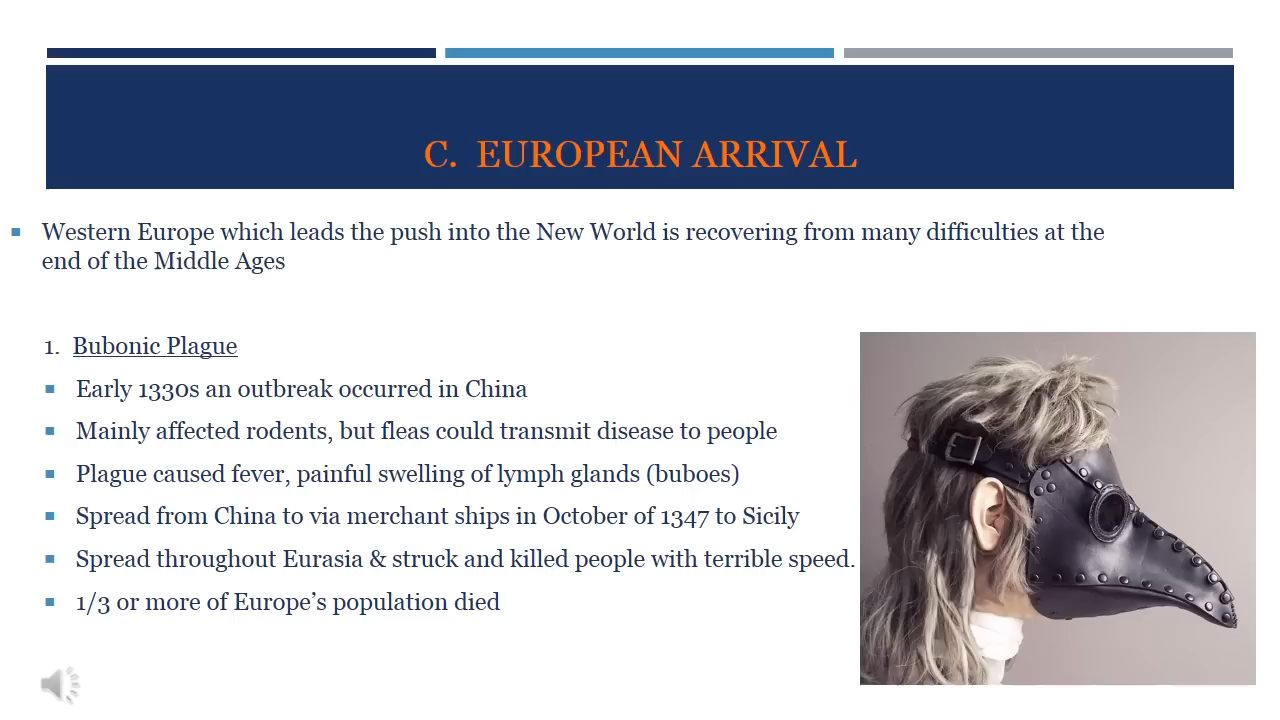 C. EUROPEAN ARRIVAL
Western Europe which leads the push into the New World is recovering from many difficulties at the
end of the Middle Ages
1. Bubonic Plague
Early 1330s an outbreak occurred in China
Mainly affected rodents, but fleas could transmit disease to people
Plague caused fever, painful swelling of lymph glands (buboes)
Spread from China to via merchant ships in October of 1347 to Sicily
Spread throughout Eurasia & struck and killed people with terrible speed.
1/3 or more of Europe’s population died